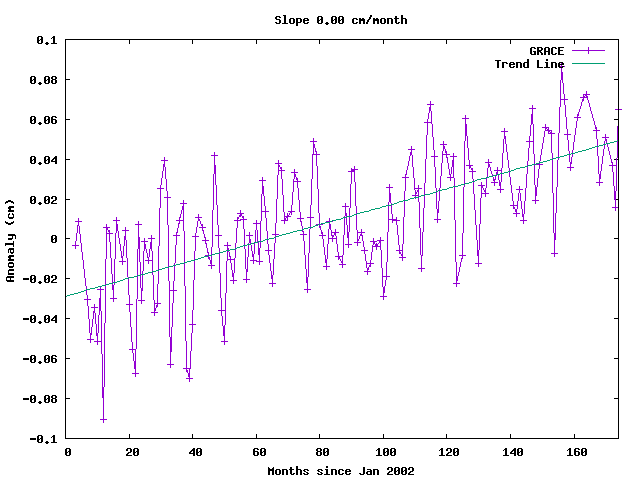 Slope 0.00 cm/month
GRACE
Trend Line
0.1
0.08
0.06
0.04
0.02
0
-0.02
-0.04
-0.06
-0.08
-0.1
Anomaly (cm)
0 20 40 60 80 100 120 140 160
Months since Jan 2002